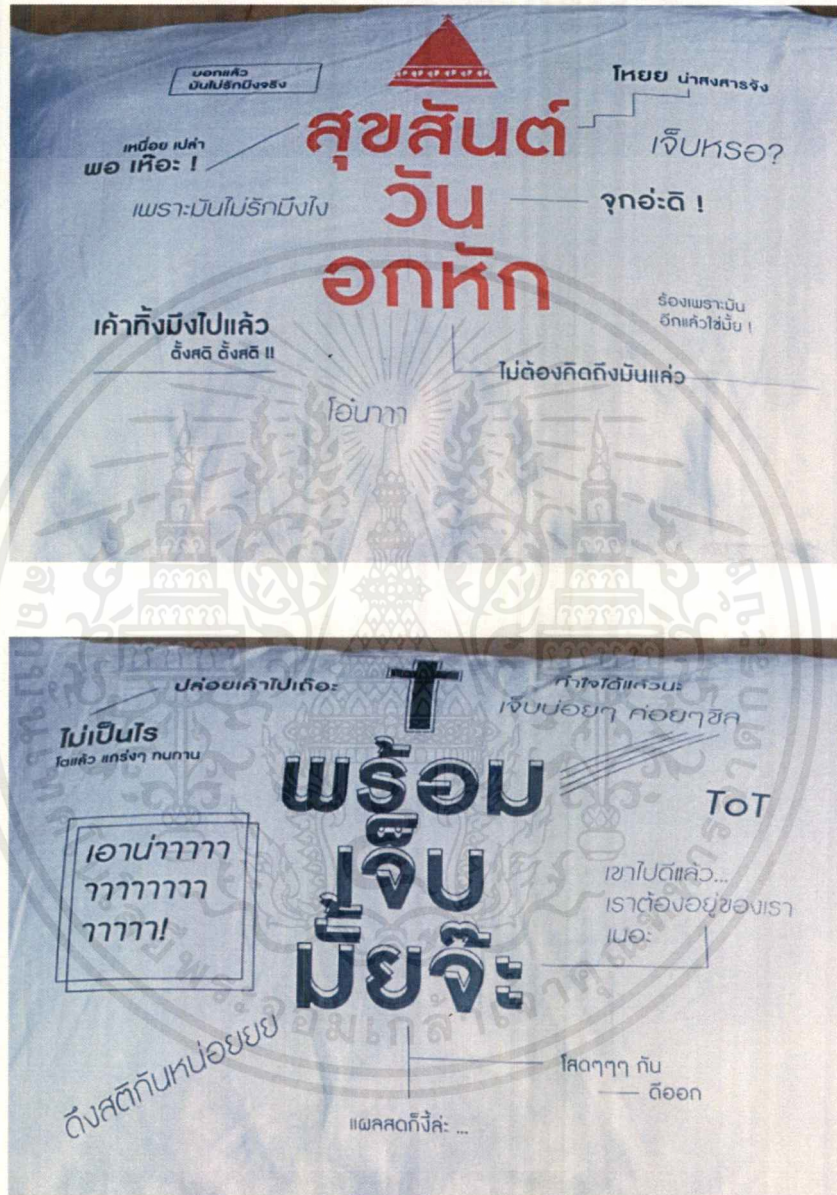 บอกแล้ว
มันไม่รักมึงจริง
โหยย น่าสงสารจัง
สุขสันต์
เหนื่อย เปล่า
พอ เห๊อะ !
เจ็บหรอ?
เพราะมันไม่รักมึงไง
วัน
จุกอ่ะดิ !
อกหัก
ร้องเพราะมัน
อีกแล้วใช่มั้ย !
เค้าทิ้งมึงไปแล้ว
ตั้งสติ ตั้งสติ !!
ไม่ต้องคิดถึงมันแล่ว
โอ๋นาาา
ปล่อยเค้าไปเถ๊อะ
ทำใจได้แล้วนะ
เจ็บบ่อยๆ ค่อยๆชิล
ไม่เป็นไร
โตแล้ว แกร่งๆ ทนทาน
พร้อม
ToT
เอาน่าาาาา
าาาาาาาา
าาาาา!
เจ็บ
เขาไปดีแล้ว...
เราต้องอยู่ของเรา
เนอะ
มั้ยจ๊ะ
ดึงสติกันหน่อยยย
โสดๆๆๆ กัน
ดีออก
แผลสดก็งี้ล่ะ ...